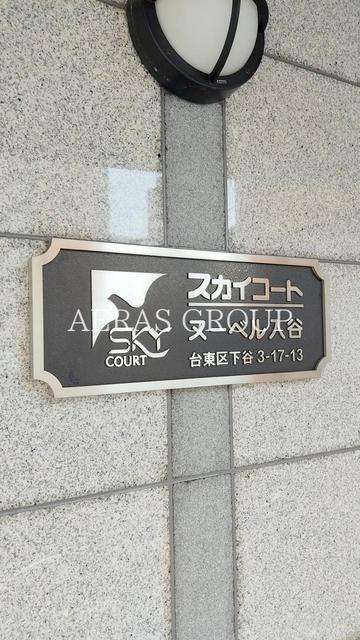 スカイコート
ヌーベル入谷
台東区下谷 3-17-13
SKY
COURT
AERAS GROUP